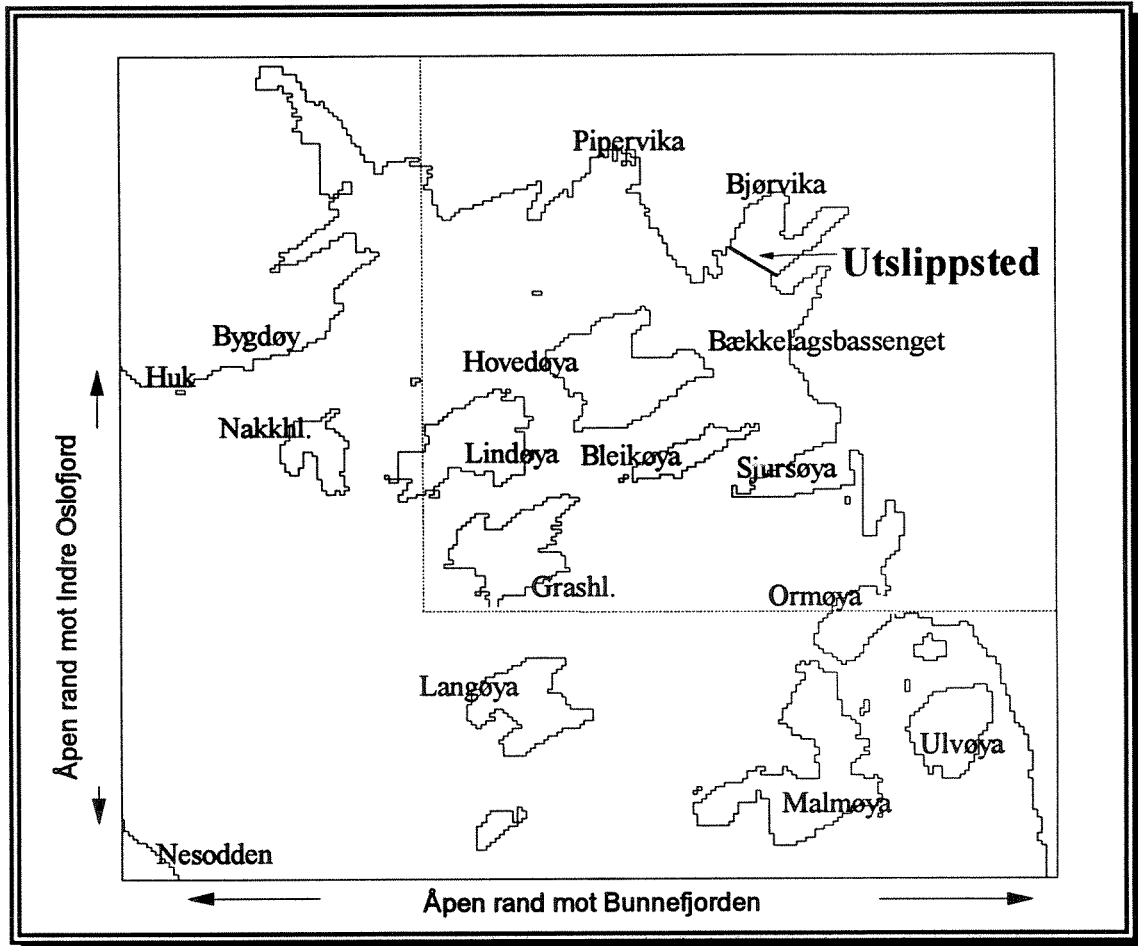 Pipervika
Bjørvika
Utslippsted
Bygdøy
Hovedøya
Bækkelagsbassenget
Huk
Nakkhl.
Lindøya
Bleikøya
Sjursøya
Grashl.
Ormøya
Langøya
Ulvøya
Malmøya
Nesodden
Åpen rand mot Indre Oslofjord
Åpen rand mot Bunnefjorden